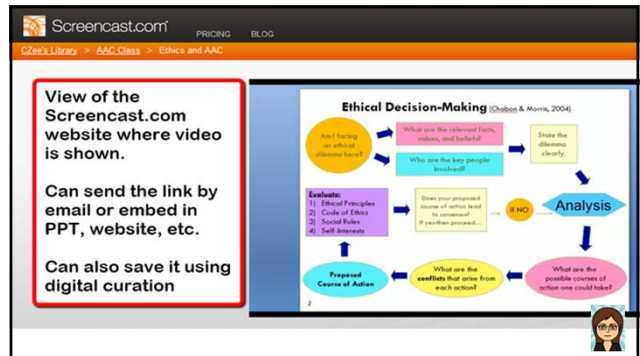 Screencast.com PRICING BLOG
CZee's Library > AAC Class > Ethics and AAC
View of the
Screencast.com
website where video
is shown.
Can send the link by
email or embed in
PPT, website, etc.
Can also save it using
digital curation
Ethical Decision-Making (Chabon & Morris, 2004)
Am I facing
an ethical
dilemma here?
What are the relevant facts,
values, and beliefs?
Who are the key people
involved?
State the
dilemma
clearly.
Analysis
What are the
possible courses of
action one could take?
What are the
conflicts that arise from
each action?
Proposed
Course of Action
Evaluate:
1) Ethical Principles
2) Code of Ethics
3) Social Rules
4) Self-Interests
Does your proposed
course of action lead
to consensus?
If yes-then proceed...
IF NO
2